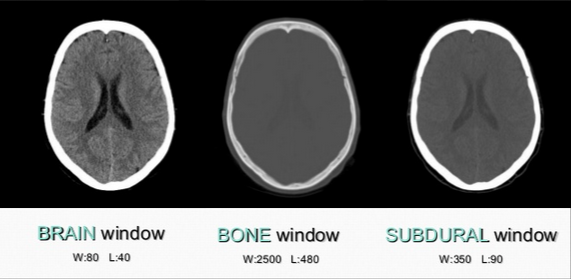 BRAIN window
W:80 L:40
BONE window
W:2500 L:480
SUBDURAL window
W:350 L:90